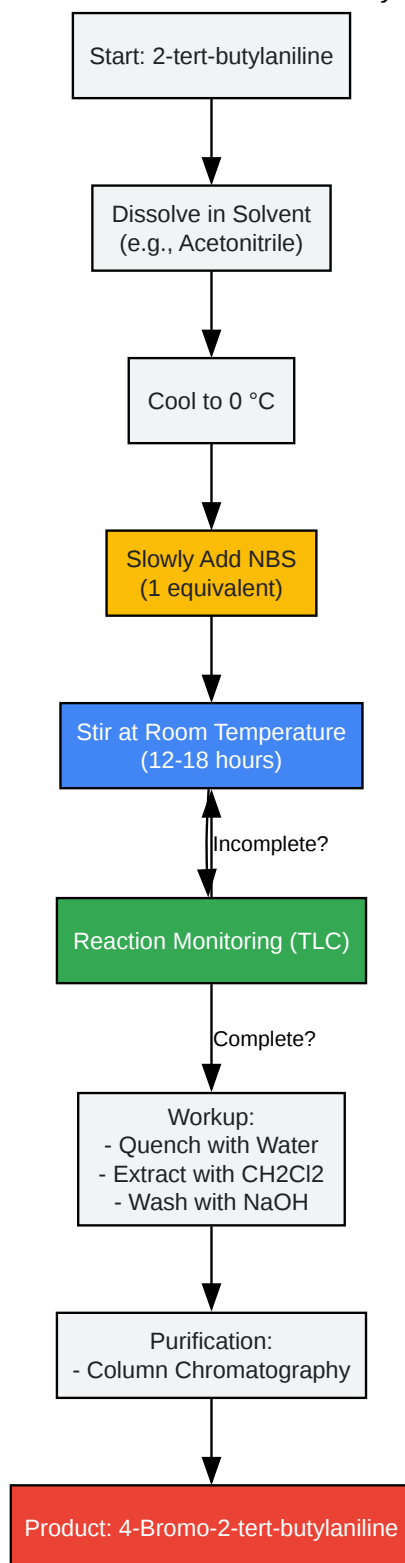 Start: 2-tert-butylaniline
Dissolve in Solvent
(e.g., Acetonitrile)
Cool to 0 °C
Slowly Add NBS
(1 equivalent)
Stir at Room Temperature
(12-18 hours)
Incomplete?
Reaction Monitoring (TLC)
Complete?
Workup:
- Quench with Water
- Extract with CH2Cl2
- Wash with NaOH
Purification:
- Column Chromatography
Product: 4-Bromo-2-tert-butylaniline